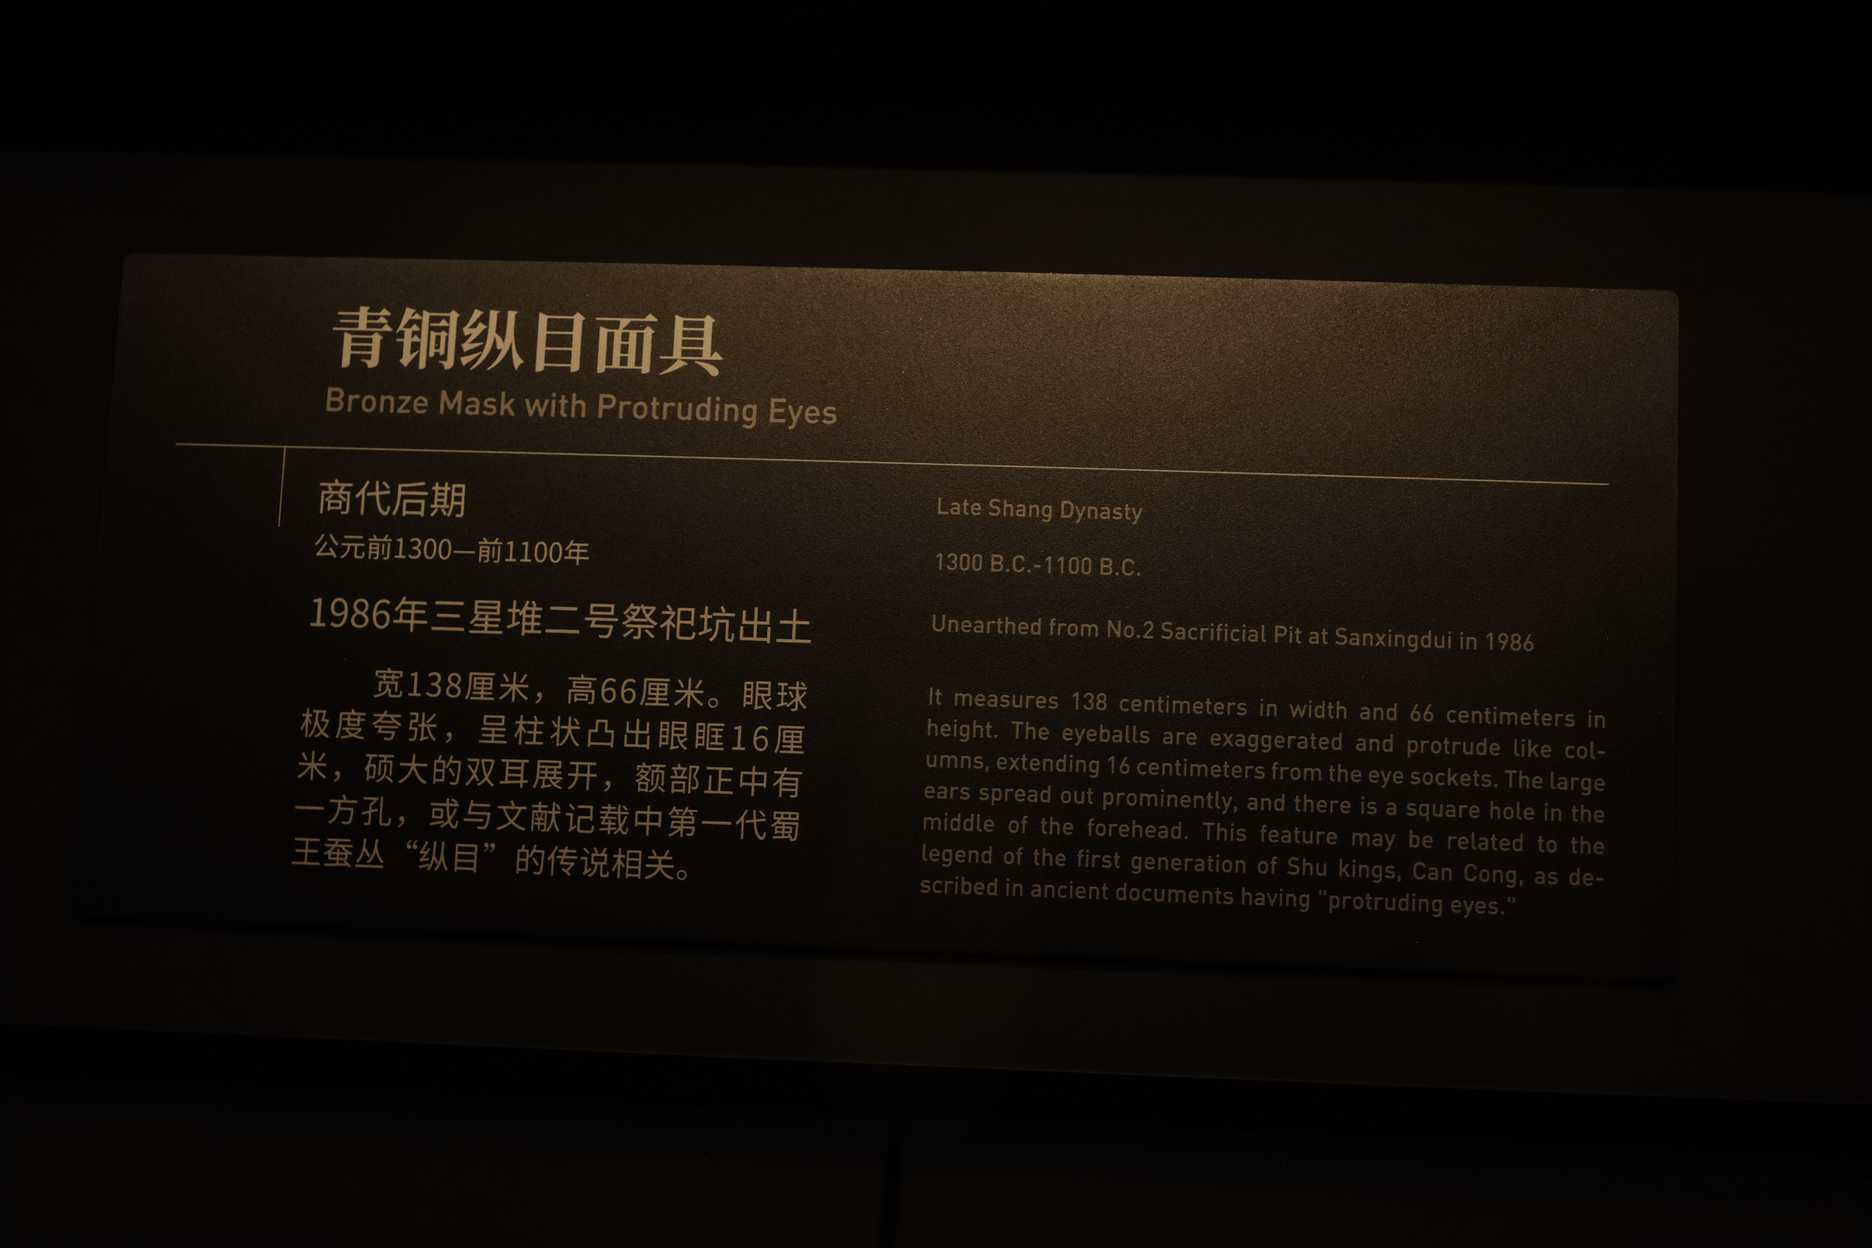 青铜纵目面具
Bronze Mask with Protruding Eyes
商代后期
公元前1300—前1100年
1986年三星堆二号祭祀坑出土
宽138厘米，高66厘米。眼球
极度夸张，呈柱状凸出眼眶16厘
米，硕大的双耳展开，额部正中有
一方孔，或与文献记载中第一代蜀
王蚕丛“纵目”的传说相关。
Late Shang Dynasty
1300 B.C.-1100 B.C.
Unearthed from No.2 Sacrificial Pit at Sanxingdui in 1986
It measures 138 centimeters in width and 66 centimeters in
height. The eyeballs are exaggerated and protrude like col-
umns, extending 16 centimeters from the eye sockets. The large
ears spread out prominently, and there is a square hole in the
middle of the forehead. This feature may be related to the
legend of the first generation of Shu kings, Can Cong, as de-
scribed in ancient documents having "protruding eyes."